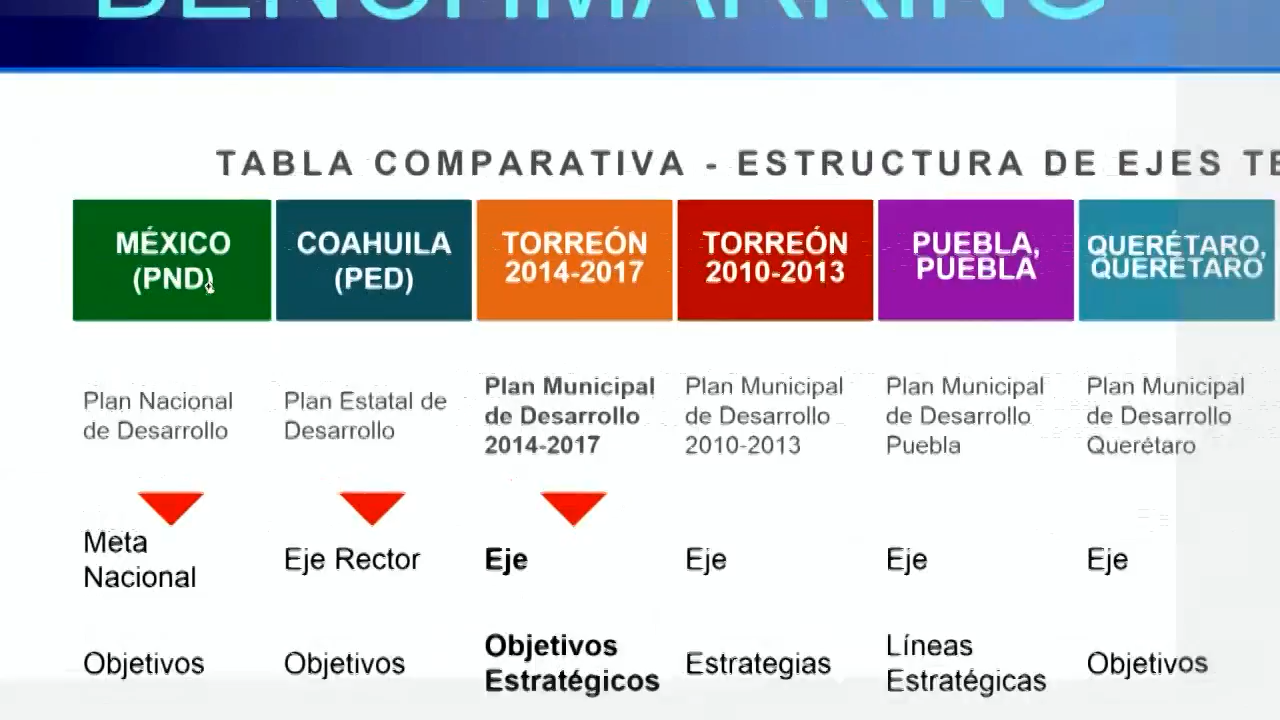 BENCHMARKING
TABLA COMPARATIVA - ESTRUCTURA DE EJES TE
MÉXICO (PND)
COAHUILA (PED)
TORREÓN 2014-2017
TORREÓN 2010-2013
PUEBLA, PUEBLA
QUERÉTARO, QUERÉTARO
Plan Nacional de Desarrollo
Plan Estatal de Desarrollo
Plan Municipal de Desarrollo 2014-2017
Plan Municipal de Desarrollo 2010-2013
Plan Municipal de Desarrollo Puebla
Plan Municipal de Desarrollo Querétaro
Meta Nacional
Eje Rector
Eje
Eje
Eje
Eje
Objetivos
Objetivos
Objetivos Estratégicos
Estrategias
Líneas Estratégicas
Objetivos